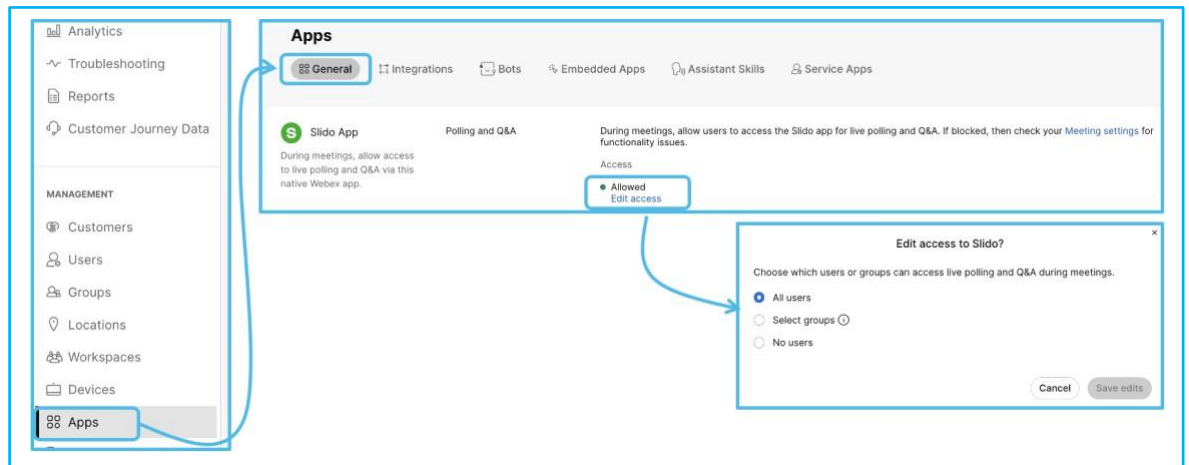 Analytics
Troubleshooting
Reports
Customer Journey Data
MANAGEMENT
Customers
Users
Groups
Locations
Workspaces
Devices
Apps
Apps
General Integrations Bots Embedded Apps Assistant Skills Service Apps
Slido App
During meetings, allow access
to live polling and Q&A via this
native Webex app.
Polling and Q&A
During meetings, allow users to access the Slido app for live polling and Q&A. If blocked, then check your Meeting settings for
functionality issues.
Access
Allowed
Edit access
Edit access to Slido?
Choose which users or groups can access live polling and Q&A during meetings.
All users
Select groups
No users
Cancel Save edits